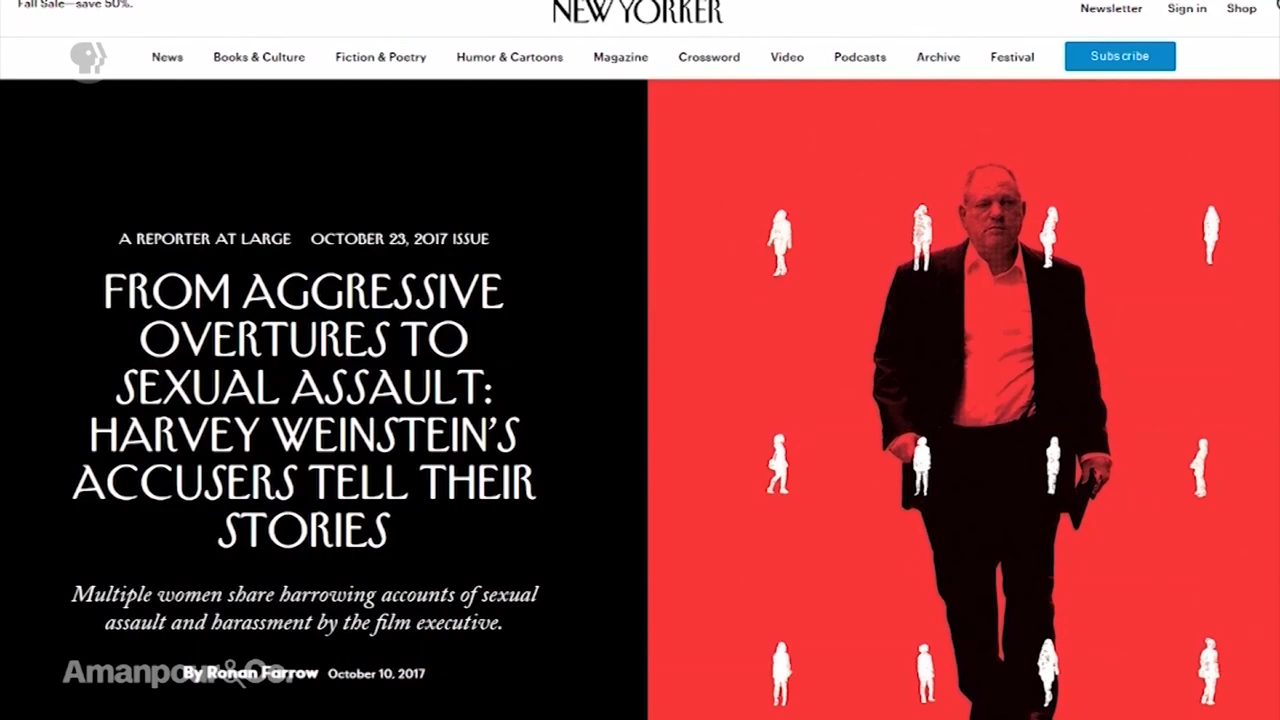 Fall Sale—save 50%.
NEW YORKER
Newsletter Sign in Shop
News Books & Culture Fiction & Poetry Humor & Cartoons Magazine Crossword Video Podcasts Archive Festival Subscribe
A REPORTER AT LARGE OCTOBER 23, 2017 ISSUE
FROM AGGRESSIVE
OVERTURES TO
SEXUAL ASSAULT:
HARVEY WEINSTEIN'S
ACCUSERS TELL THEIR
STORIES
Multiple women share harrowing accounts of sexual
assault and harassment by the film executive.
By Ronan Farrow October 10, 2017
Amanpour & Co.